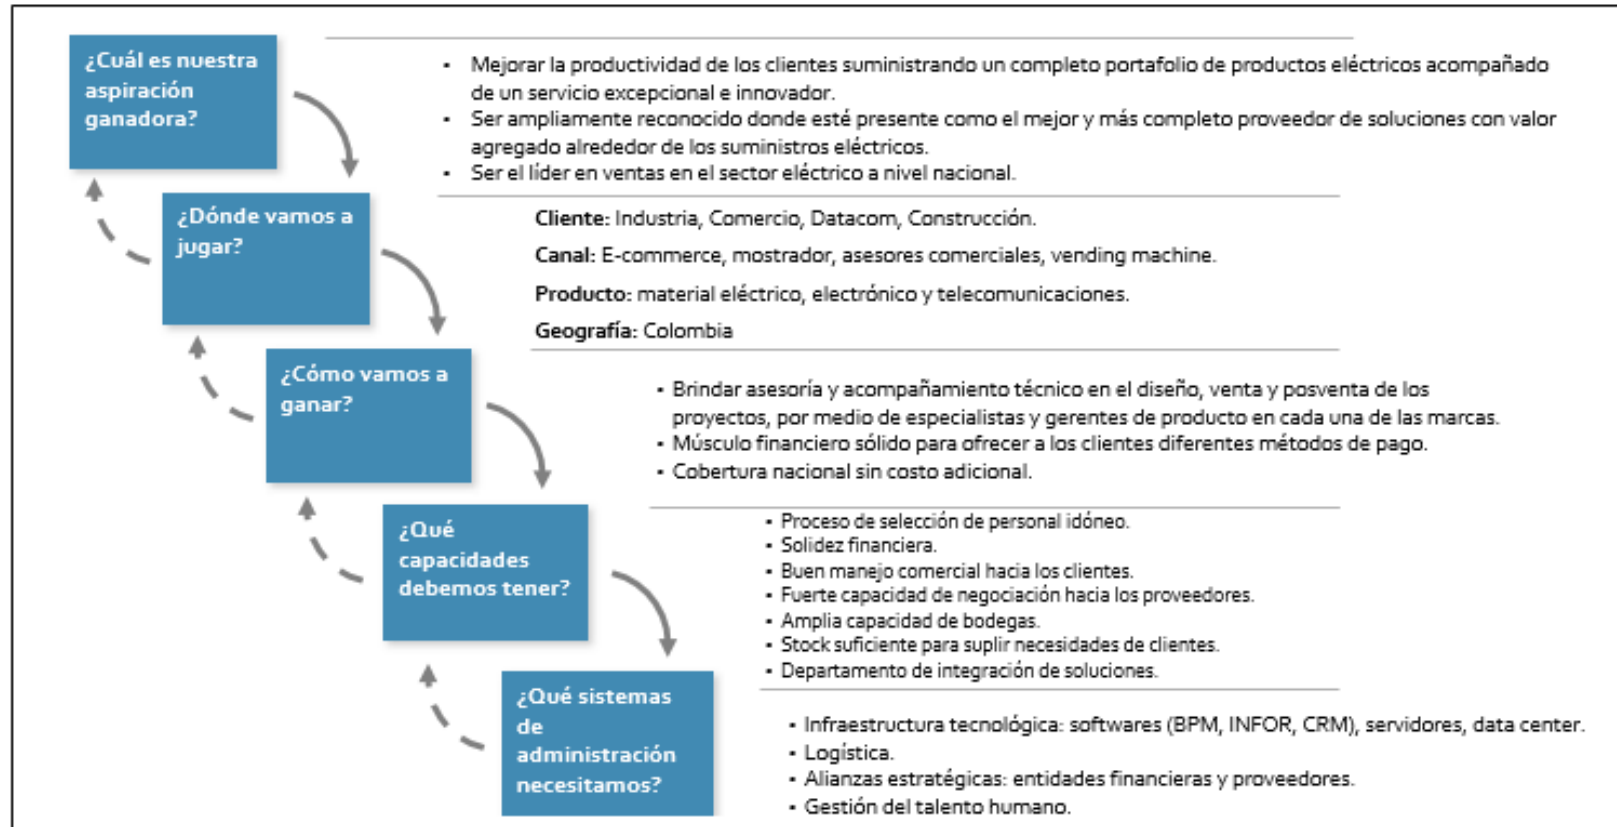 ¿Cuál es nuestra
aspiración
ganadora?
▪ Mejorar la productividad de los clientes suministrando un completo portafolio de productos eléctricos acompañado
de un servicio excepcional e innovador.
▪ Ser ampliamente reconocido donde esté presente como el mejor y más completo proveedor de soluciones con valor
agregado alrededor de los suministros eléctricos.
▪ Ser el líder en ventas en el sector eléctrico a nivel nacional.
¿Dónde vamos a
jugar?
Cliente: Industria, Comercio, Datacom, Construcción.
Canal: E-commerce, mostrador, asesores comerciales, vending machine.
Producto: material eléctrico, electrónico y telecomunicaciones.
Geografía: Colombia
¿Cómo vamos a
ganar?
▪ Brindar asesoría y acompañamiento técnico en el diseño, venta y posventa de los
proyectos, por medio de especialistas y gerentes de producto en cada una de las marcas.
▪ Músculo financiero sólido para ofrecer a los clientes diferentes métodos de pago.
▪ Cobertura nacional sin costo adicional.
¿Qué
capacidades
debemos tener?
▪ Proceso de selección de personal idóneo.
▪ Solidez financiera.
▪ Buen manejo comercial hacia los clientes.
▪ Fuerte capacidad de negociación hacia los proveedores.
▪ Amplia capacidad de bodegas.
▪ Stock suficiente para suplir necesidades de clientes.
▪ Departamento de integración de soluciones.
¿Qué sistemas
de
administración
necesitamos?
▪ Infraestructura tecnológica: softwares (BPM, INFOR, CRM), servidores, data center.
▪ Logística.
▪ Alianzas estratégicas: entidades financieras y proveedores.
▪ Gestión del talento humano.